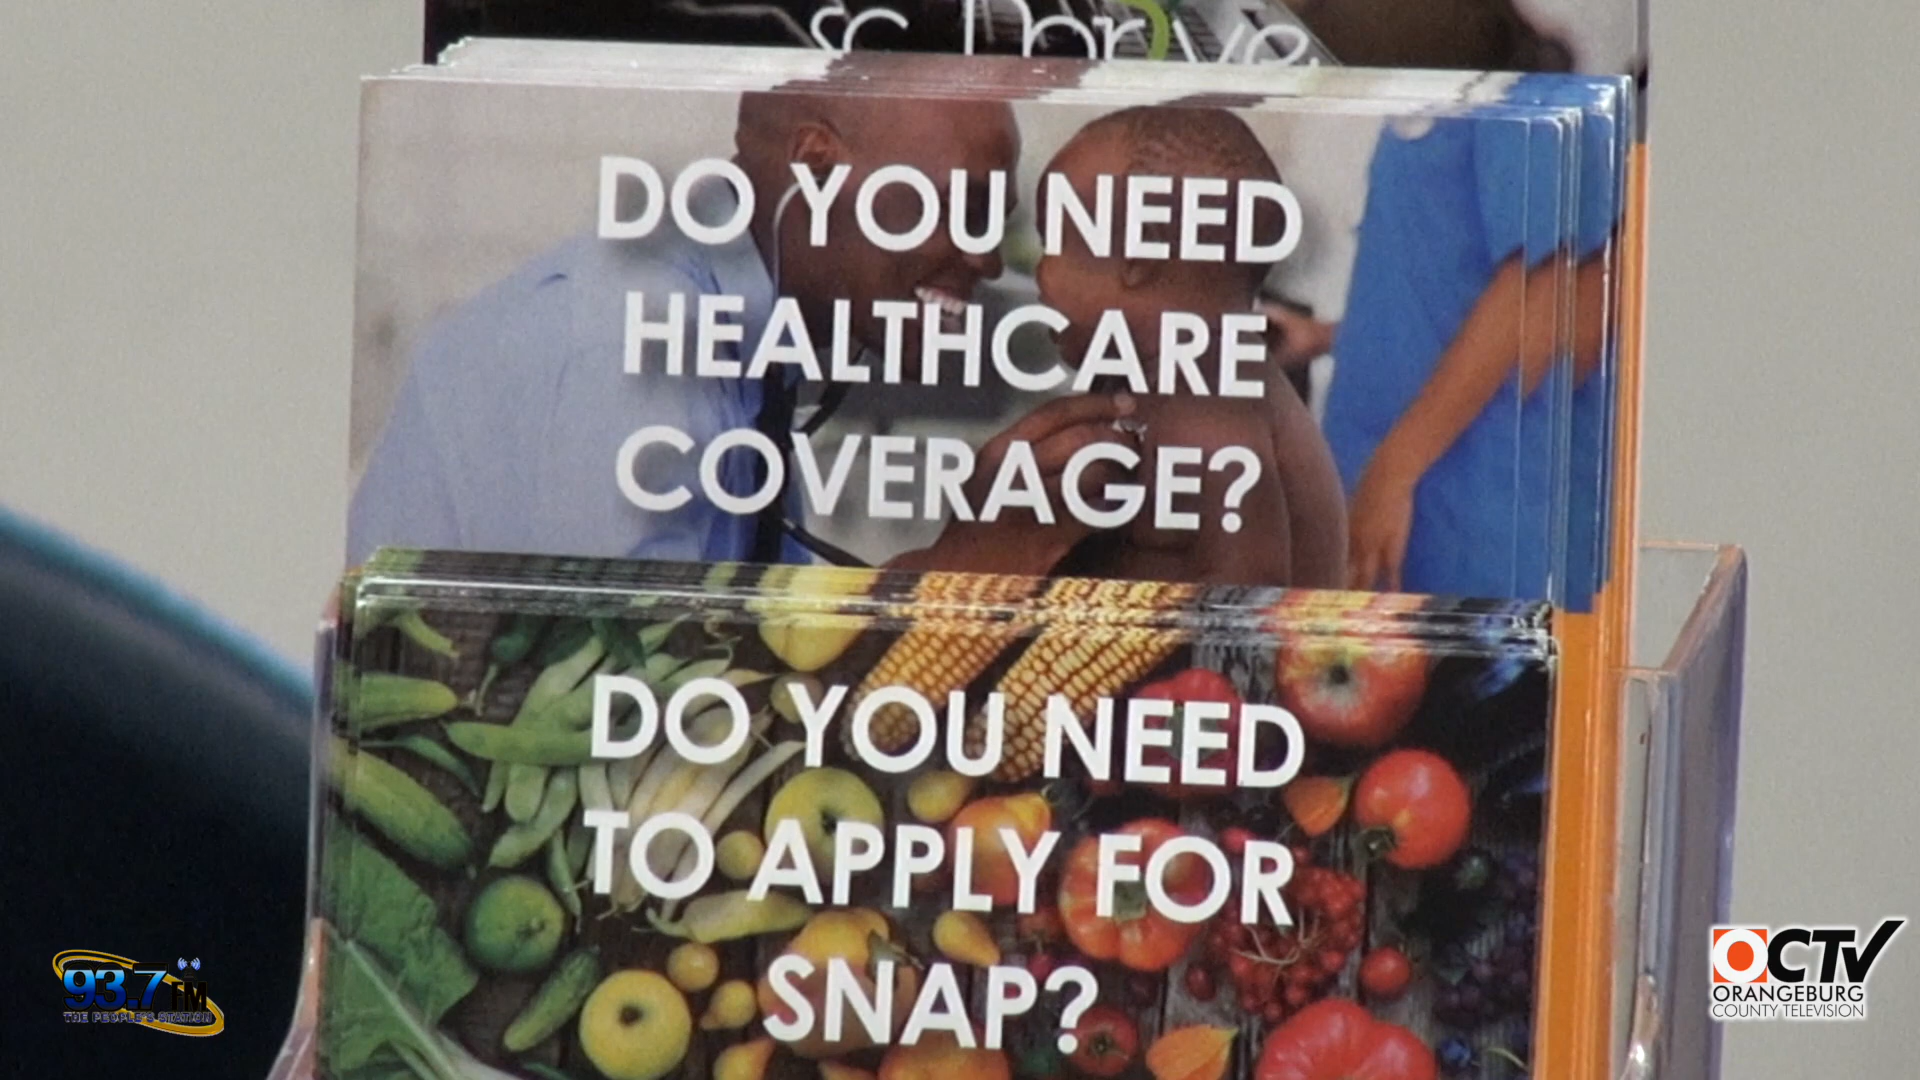 DO YOU NEED
HEALTHCARE
COVERAGE?
DO YOU NEED
TO APPLY FOR
SNAP?
93.7 FM
THE PEOPLE'S STATION
OCTV
ORANGEBURG
COUNTY TELEVISION